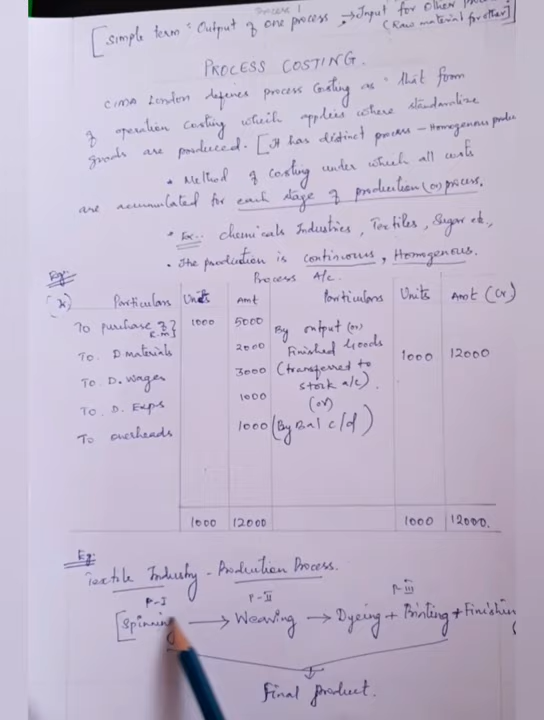 Process 1
[Simple term: Output of one process → Input for Other
(Raw material for other)]
PROCESS COSTING.
CIMA London defines process Costing as "that form
of operation costing which applies where standardize
goods are produced. [It has distinct process - Homogenous
• Method of Costing under which all costs
are accumulated for each stage of production (or) process.
• Ex:- chemicals Industries, Textiles, Sugar etc.,
• The production is continuous, Homogenous.
Eg:
Process A/c.
Particulars Units Amt Particulars Units Amt (Cr)
To purchase of R.m} 1000 5000 By output (or)
To. D materials 2000 Finished Goods 1000 12000
To D. Wages 3000 (transferred to
stock a/c).
To D. Exps 1000 (or)
To overheads 1000 (By Bal c/d)
1000 12000 1000 12000.
Eg:
Textile Industry - Production Process.
P-I P-II P-III
[Spinning → Weaving → Dyeing + Printing + Finishin
Final product.